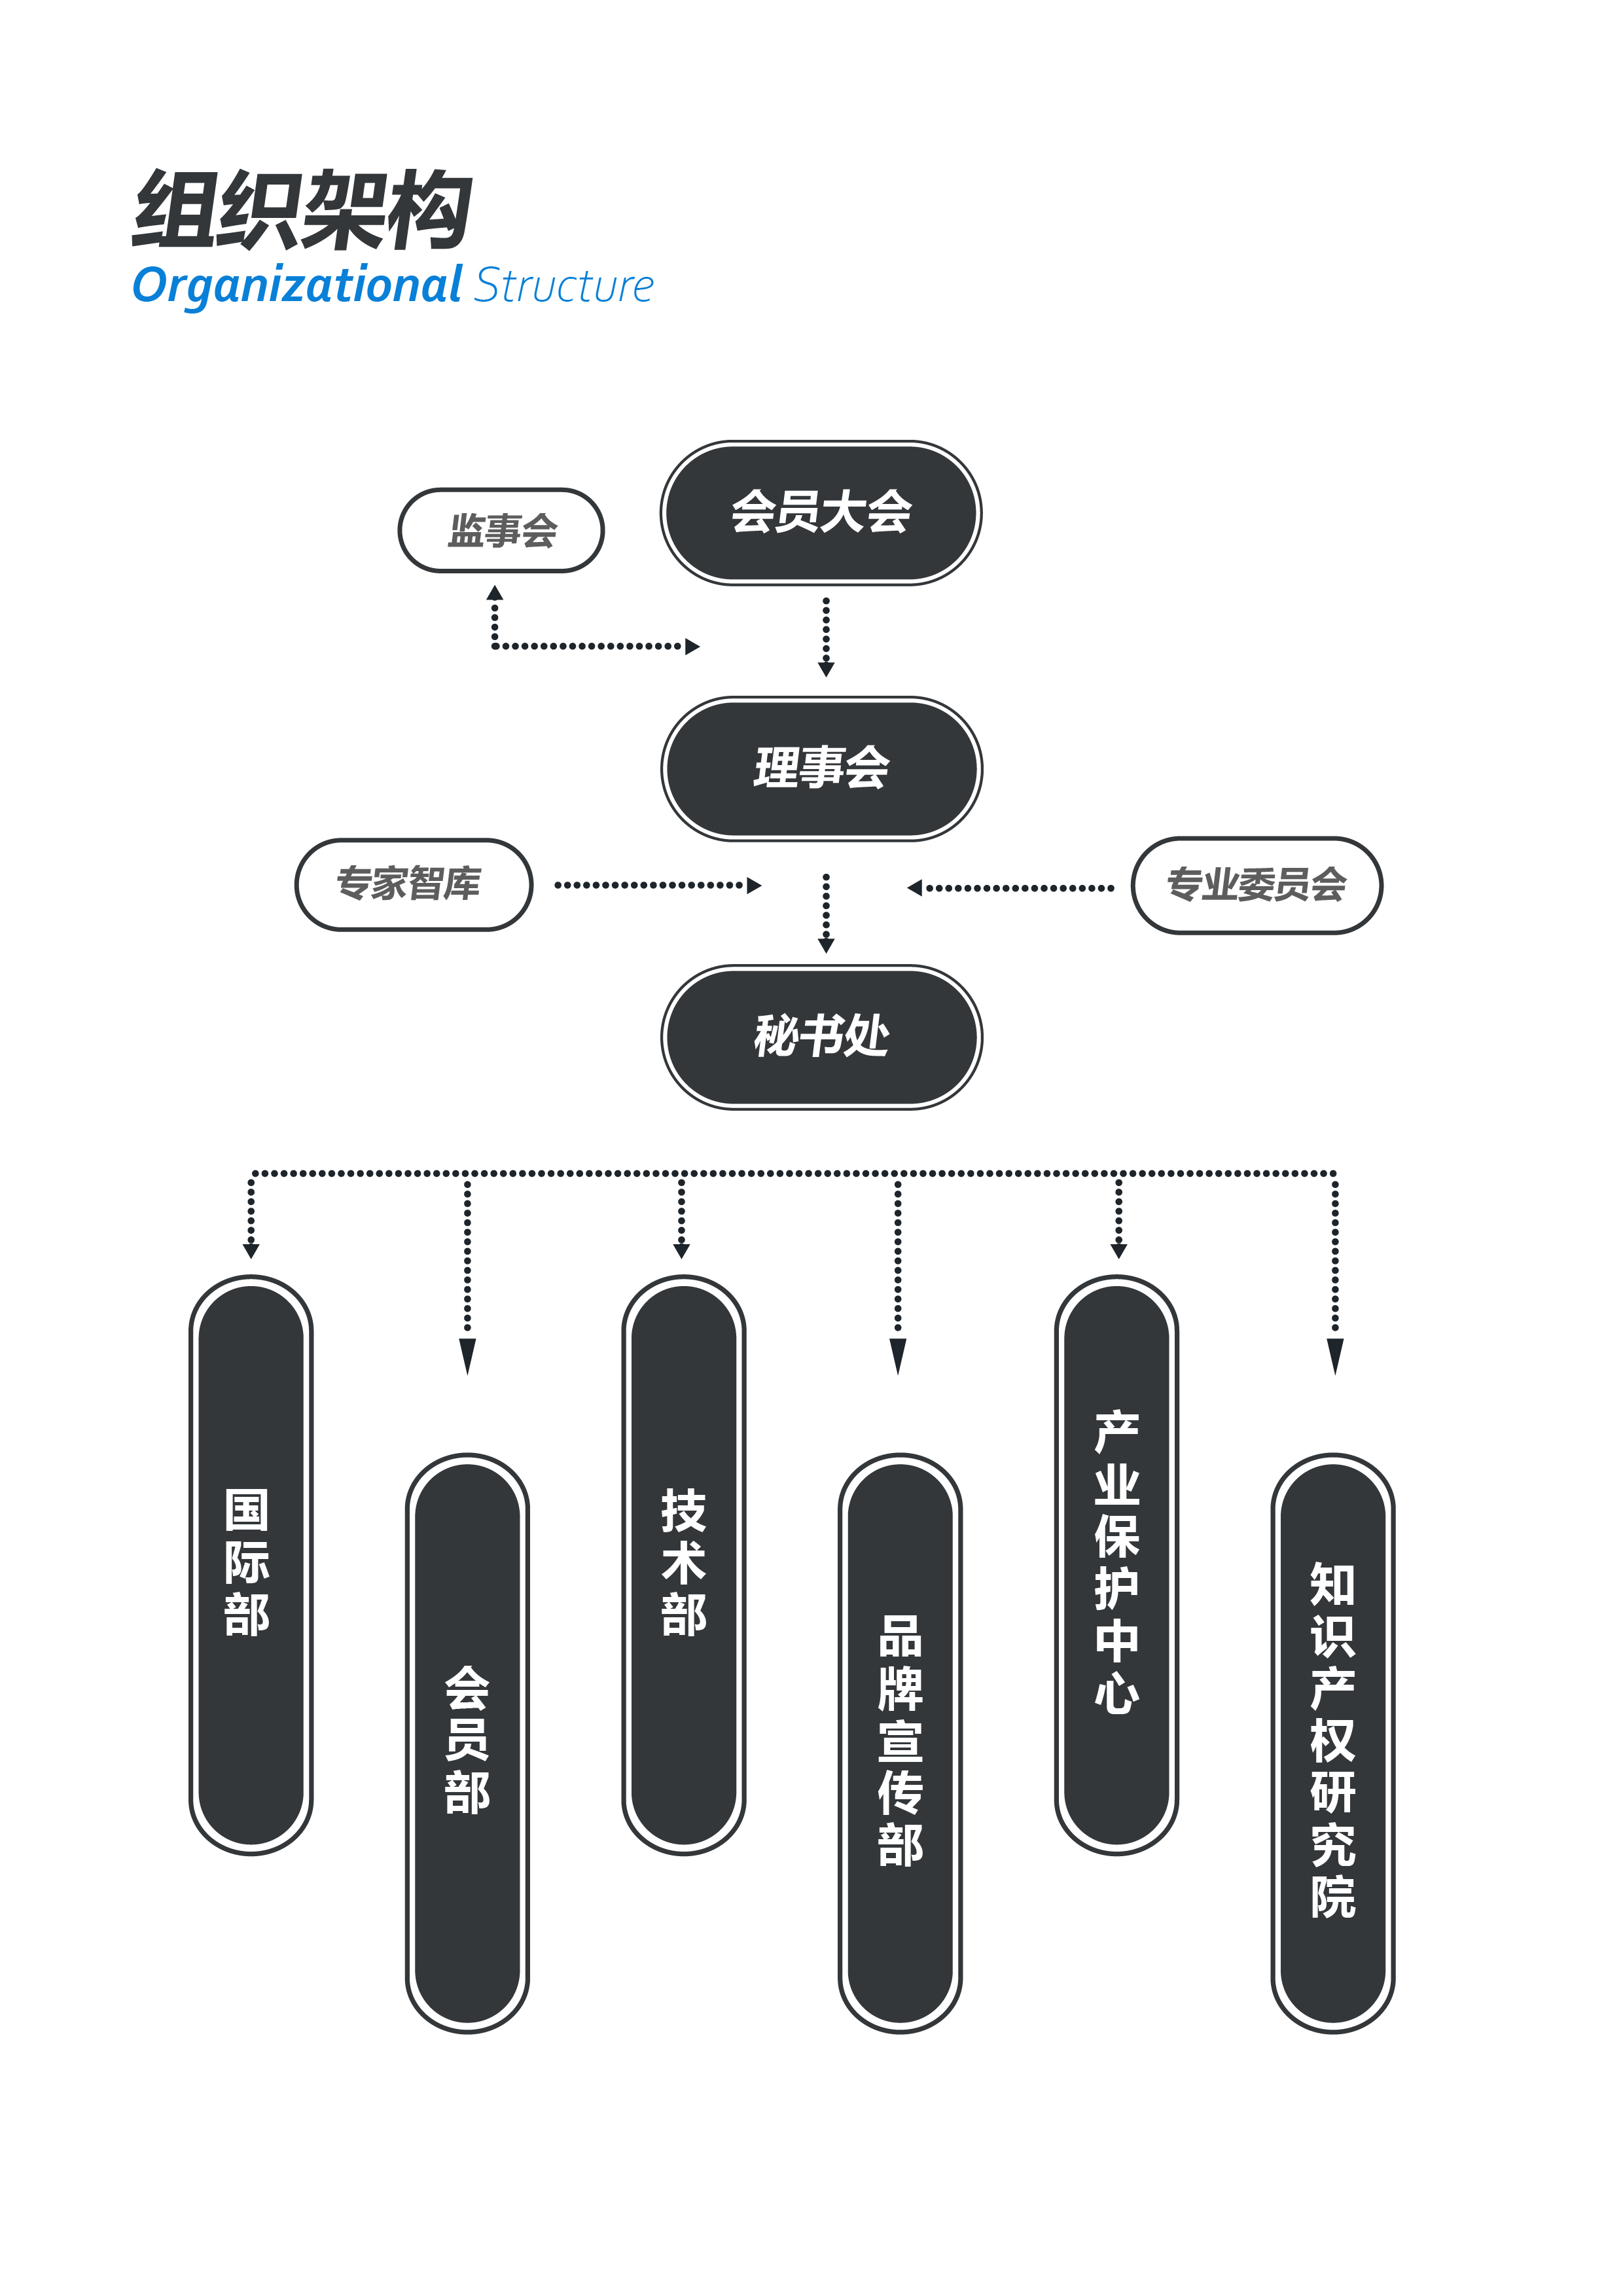 组织架构
Organizational Structure
会员大会
监事会
理事会
专家智库
专业委员会
秘书处
国际部
会员部
技术部
品牌宣传部
产业保护中心
知识产权研究院